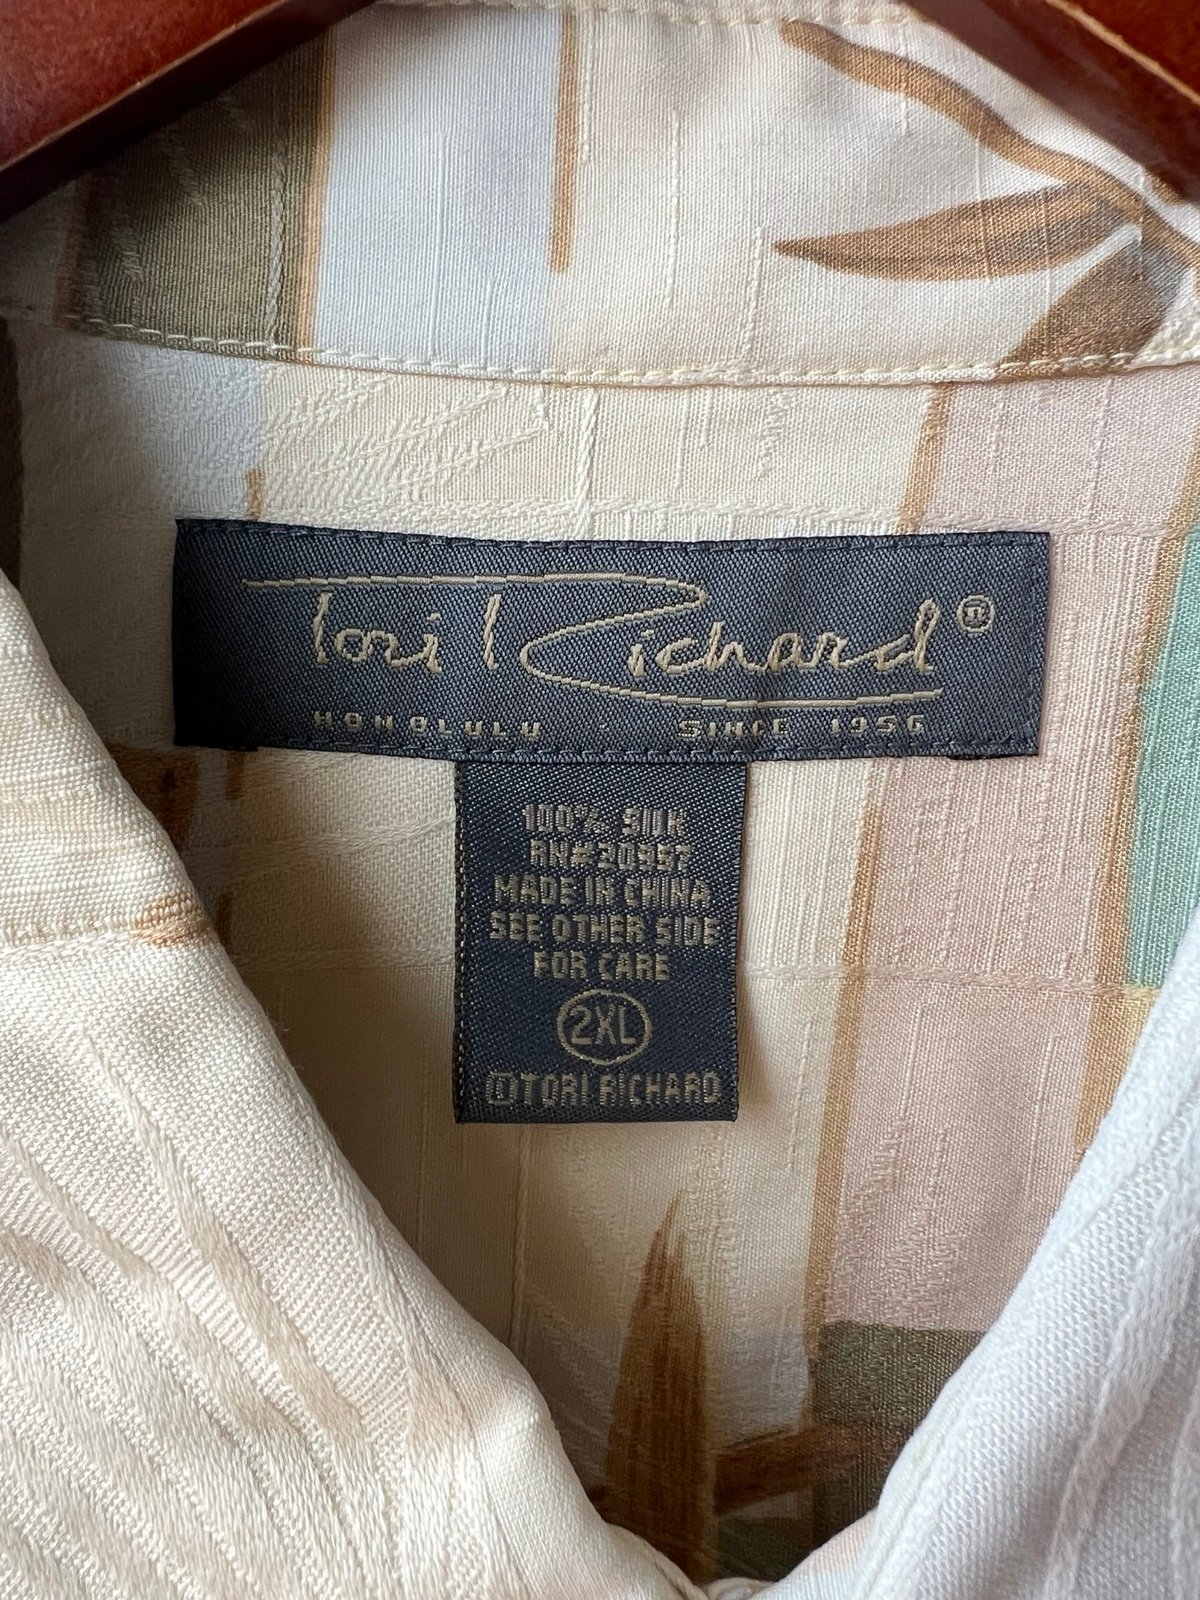 Tori Richard®
HONOLULU SINCE 1956
100% SILK
RN#20957
MADE IN CHINA
SEE OTHER SIDE
FOR CARE
2XL
©TORI RICHARD